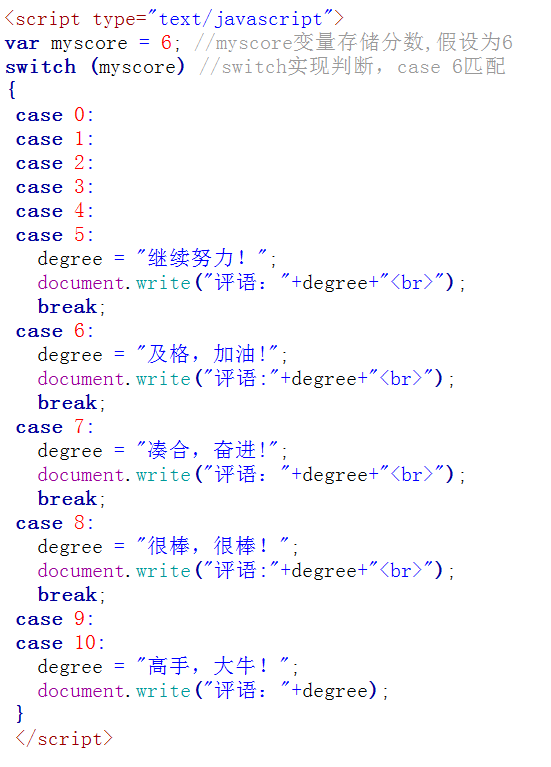 <script type="text/javascript">
var myscore = 6; //myscore变量存储分数,假设为6
switch (myscore) //switch实现判断，case 6匹配
{
case 0:
case 1:
case 2:
case 3:
case 4:
case 5:
degree = "继续努力！";
document.write("评语："+degree+"<br>");
break;
case 6:
degree = "及格，加油!";
document.write("评语:"+degree+"<br>");
break;
case 7:
degree = "凑合，奋进!";
document.write("评语："+degree+"<br>");
break;
case 8:
degree = "很棒，很棒！";
document.write("评语:"+degree+"<br>");
break;
case 9:
case 10:
degree = "高手，大牛！";
document.write("评语："+degree);
}
</script>